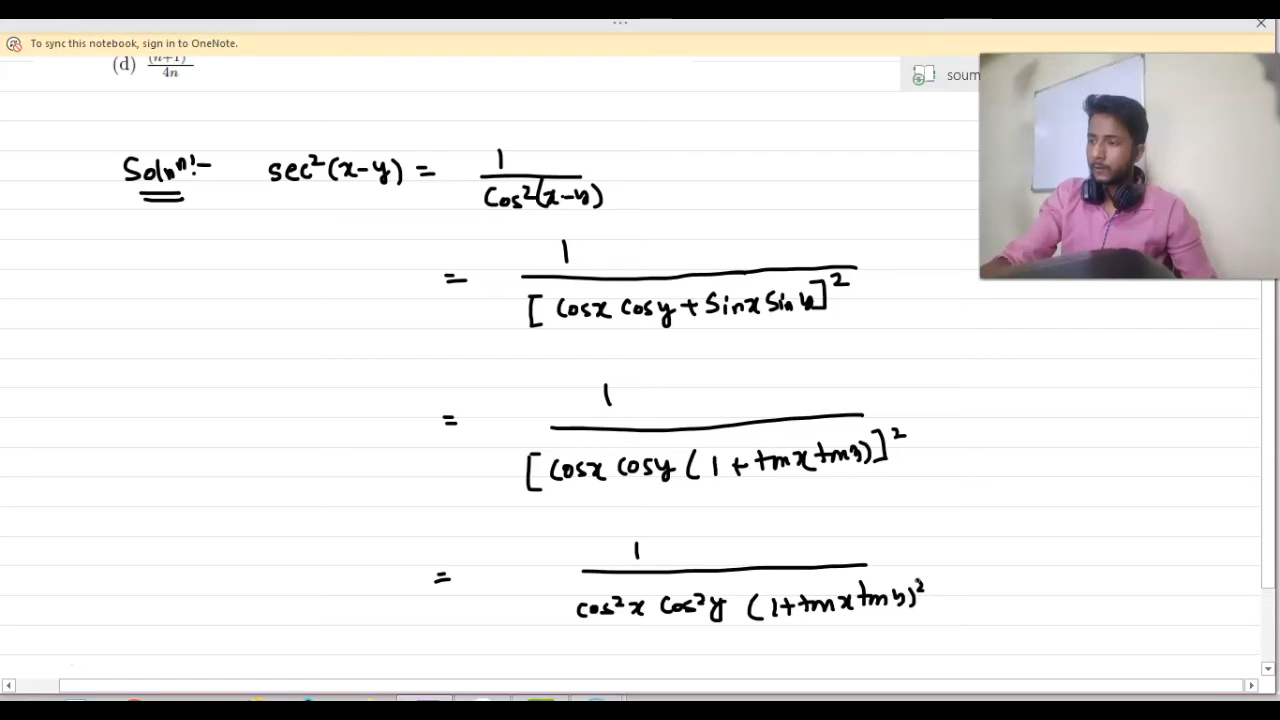 To sync this notebook, sign in to OneNote.
(d) (n+1)/4n
soum
Soln^n:- sec²(x-y) = 1/Cos²(x-y)
= 1/[cosx cosy + Sinx Sin y]²
= 1/[cosx cosy (1 + tanx tany)]²
= 1/cos²x cos²y (1+tanx tany)²